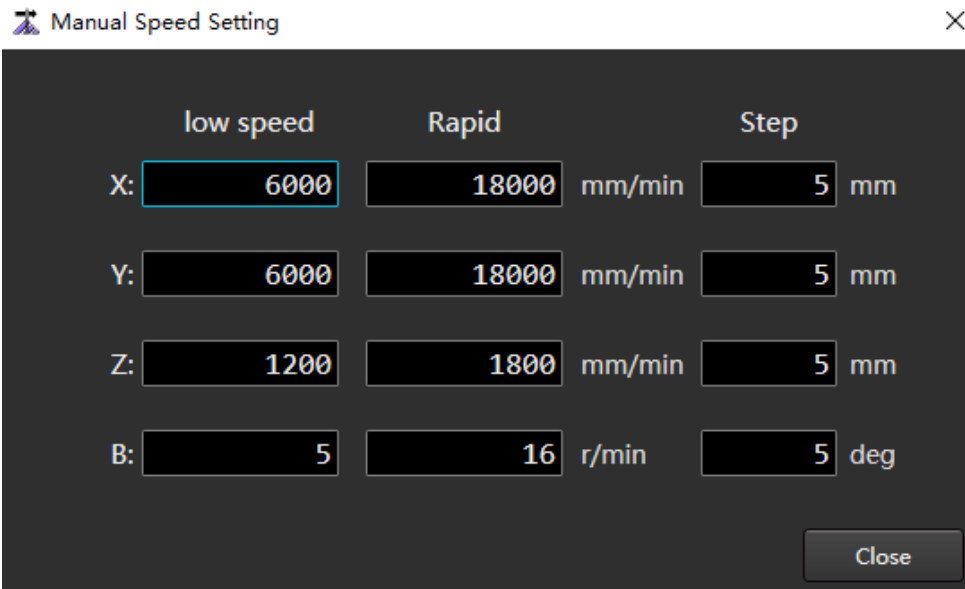 Manual Speed Setting
low speed Rapid Step
X: 6000 18000 mm/min 5 mm
Y: 6000 18000 mm/min 5 mm
Z: 1200 1800 mm/min 5 mm
B: 5 16 r/min 5 deg
Close